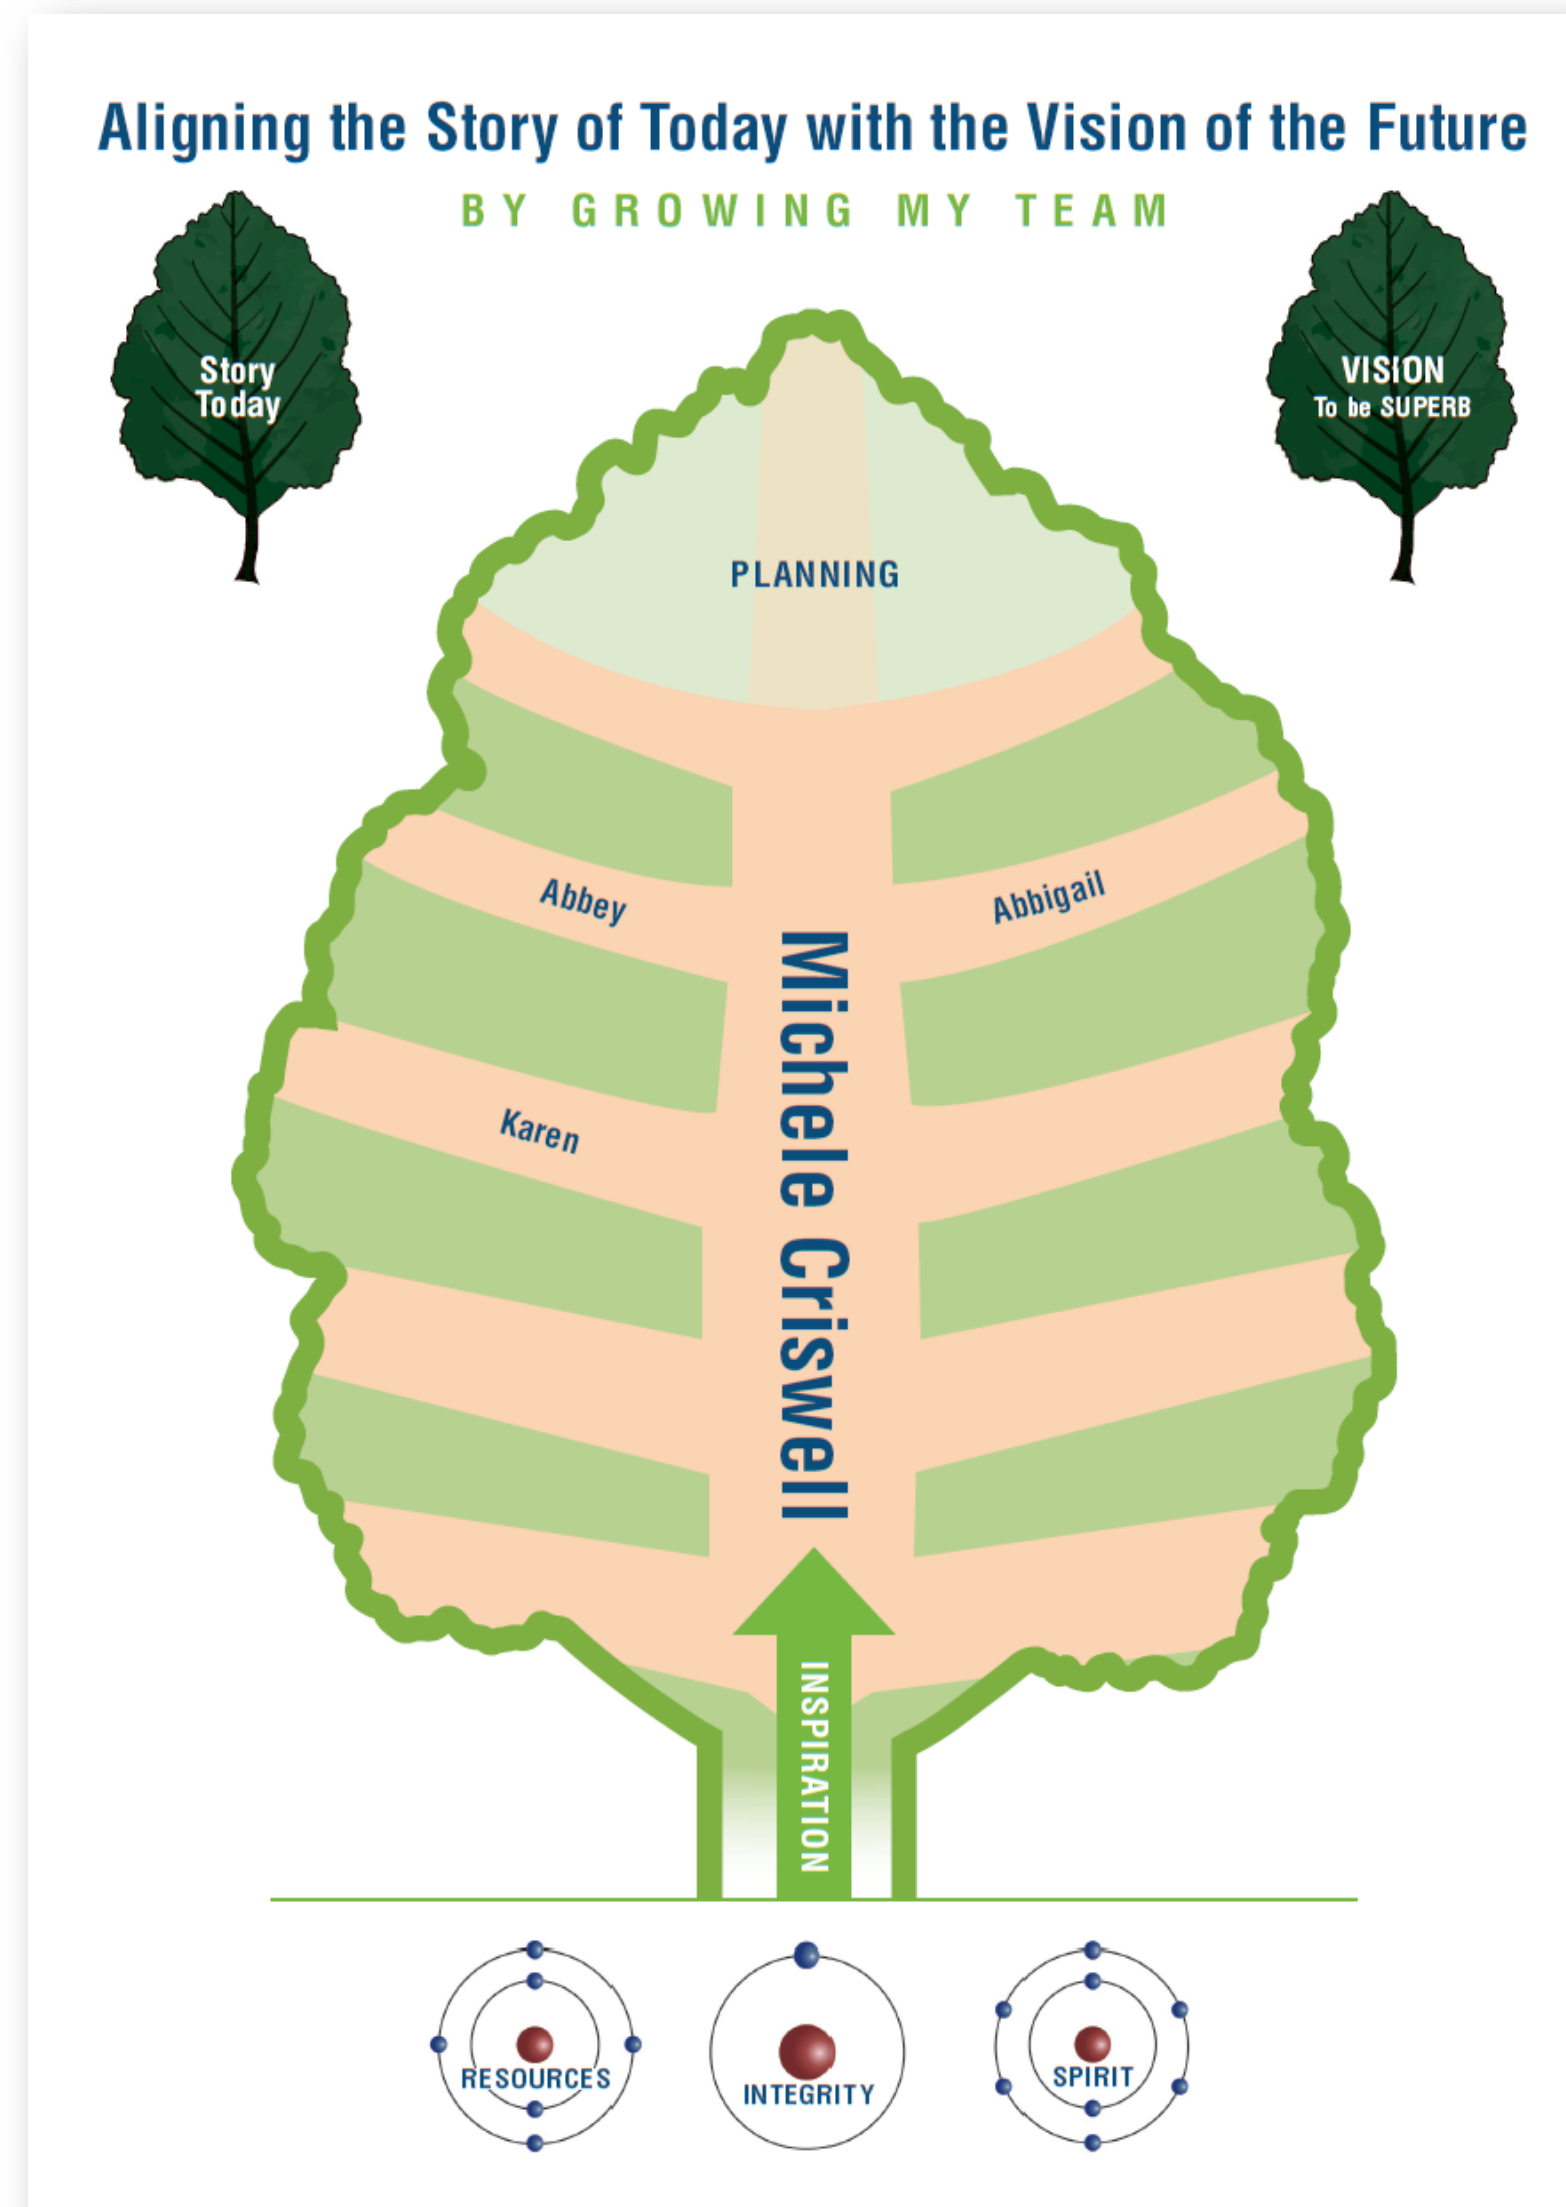 Aligning the Story of Today with the Vision of the Future
BY GROWING MY TEAM
Story
Today
VISION
To be SUPERB
PLANNING
Abbey
Abbigail
Michele Criswell
Karen
INSPIRATION
RESOURCES
INTEGRITY
SPIRIT